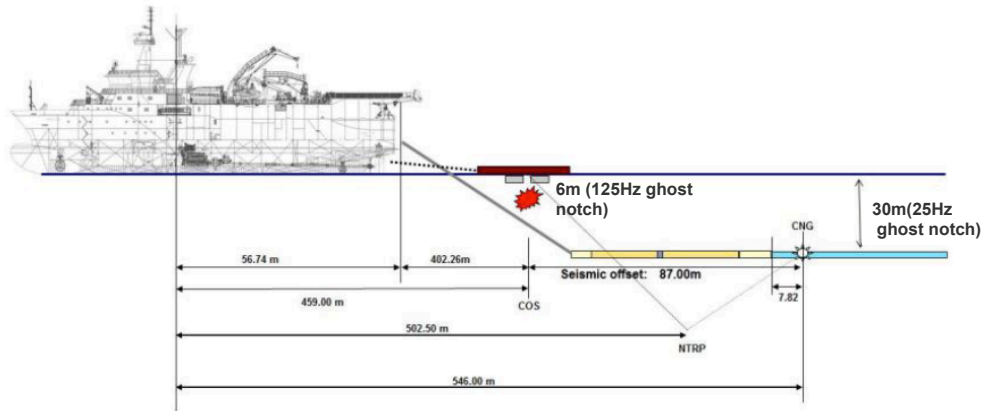 6m (125Hz ghost
notch)
30m(25Hz
ghost notch)
CNG
56.74 m
402.26m
Seismic offset: 87.00m
7.82
459.00 m
COS
502.50 m
NTRP
546.00 m